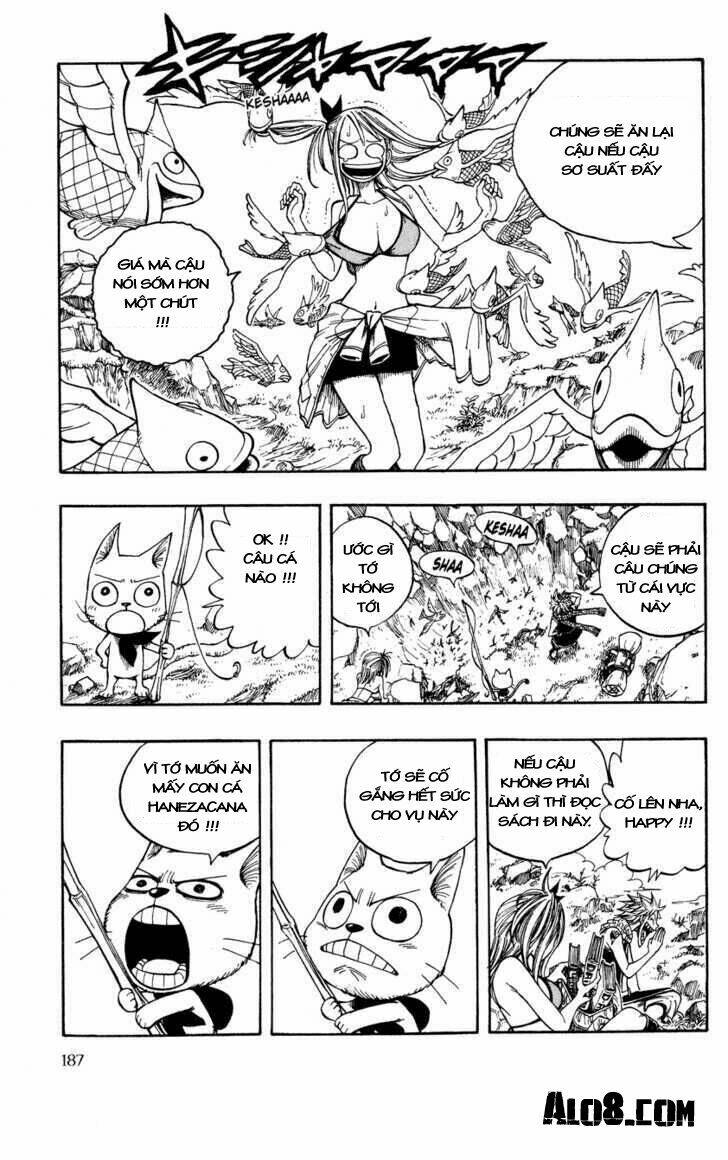 KESHAAAA
CHÚNG SẼ ĂN LẠI
CẬU NẾU CẬU
SƠ SUẤT ĐẤY
GIÁ MÀ CẬU
NÓI SỚM HƠN
MỘT CHÚT
!!!
CẬU SẼ PHẢI
CÂU CHÚNG
TỪ CÁI VỰC
NÀY
KESHAA
SHAA
ƯỚC GÌ
TỚ
KHÔNG
TỚI
OK !!
CÂU CÁ
NÀO !!!
CỐ LÊN NHA,
HAPPY !!!
NẾU CẬU
KHÔNG PHẢI
LÀM GÌ THÌ ĐỌC
SÁCH ĐI NÀY.
TỚ SẼ CỐ
GẮNG HẾT SỨC
CHO VỤ NÀY
VÌ TỚ MUỐN ĂN
MẤY CON CÁ
HANEZACANA
ĐÓ !!!
187
ALO8.COM